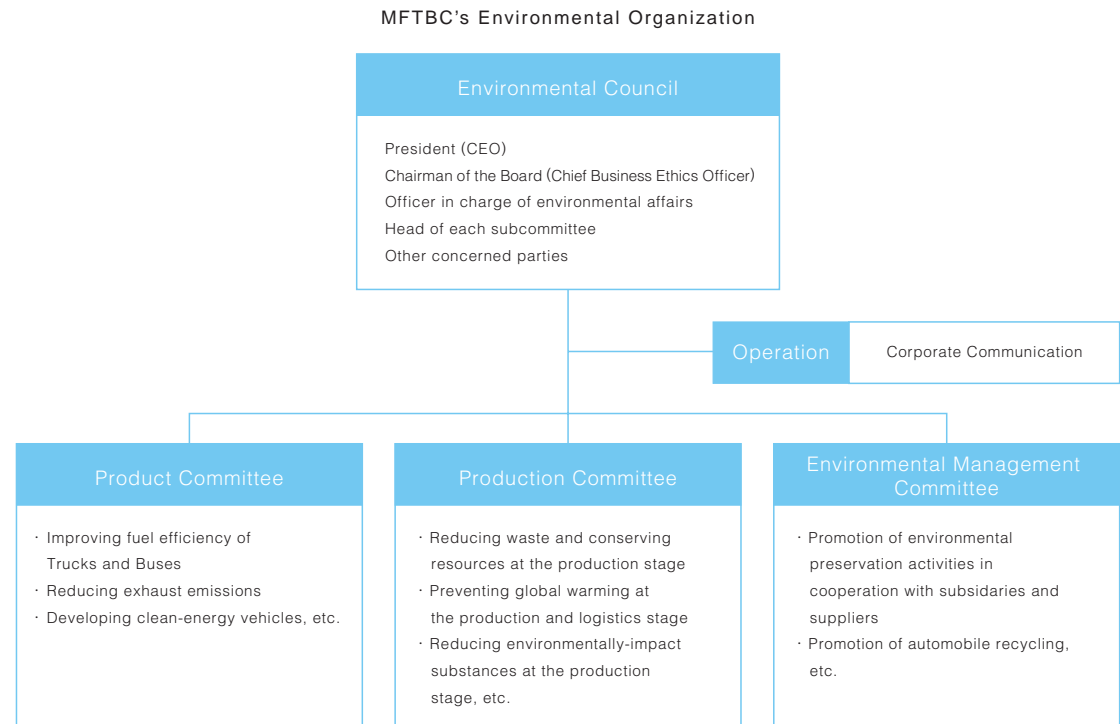 MFTBC's Environmental Organization
Environmental Council
President (CEO)
Chairman of the Board (Chief Business Ethics Officer)
Officer in charge of environmental affairs
Head of each subcommittee
Other concerned parties
Operation
Corporate Communication
Product Committee
· Improving fuel efficiency of
Trucks and Buses
· Reducing exhaust emissions
· Developing clean-energy vehicles, etc.
Production Committee
· Reducing waste and conserving
resources at the production stage
· Preventing global warming at
the production and logistics stage
· Reducing environmentally-impact
substances at the production
stage, etc.
Environmental Management
Committee
· Promotion of environmental
preservation activities in
cooperation with subsidaries and
suppliers
· Promotion of automobile recycling,
etc.